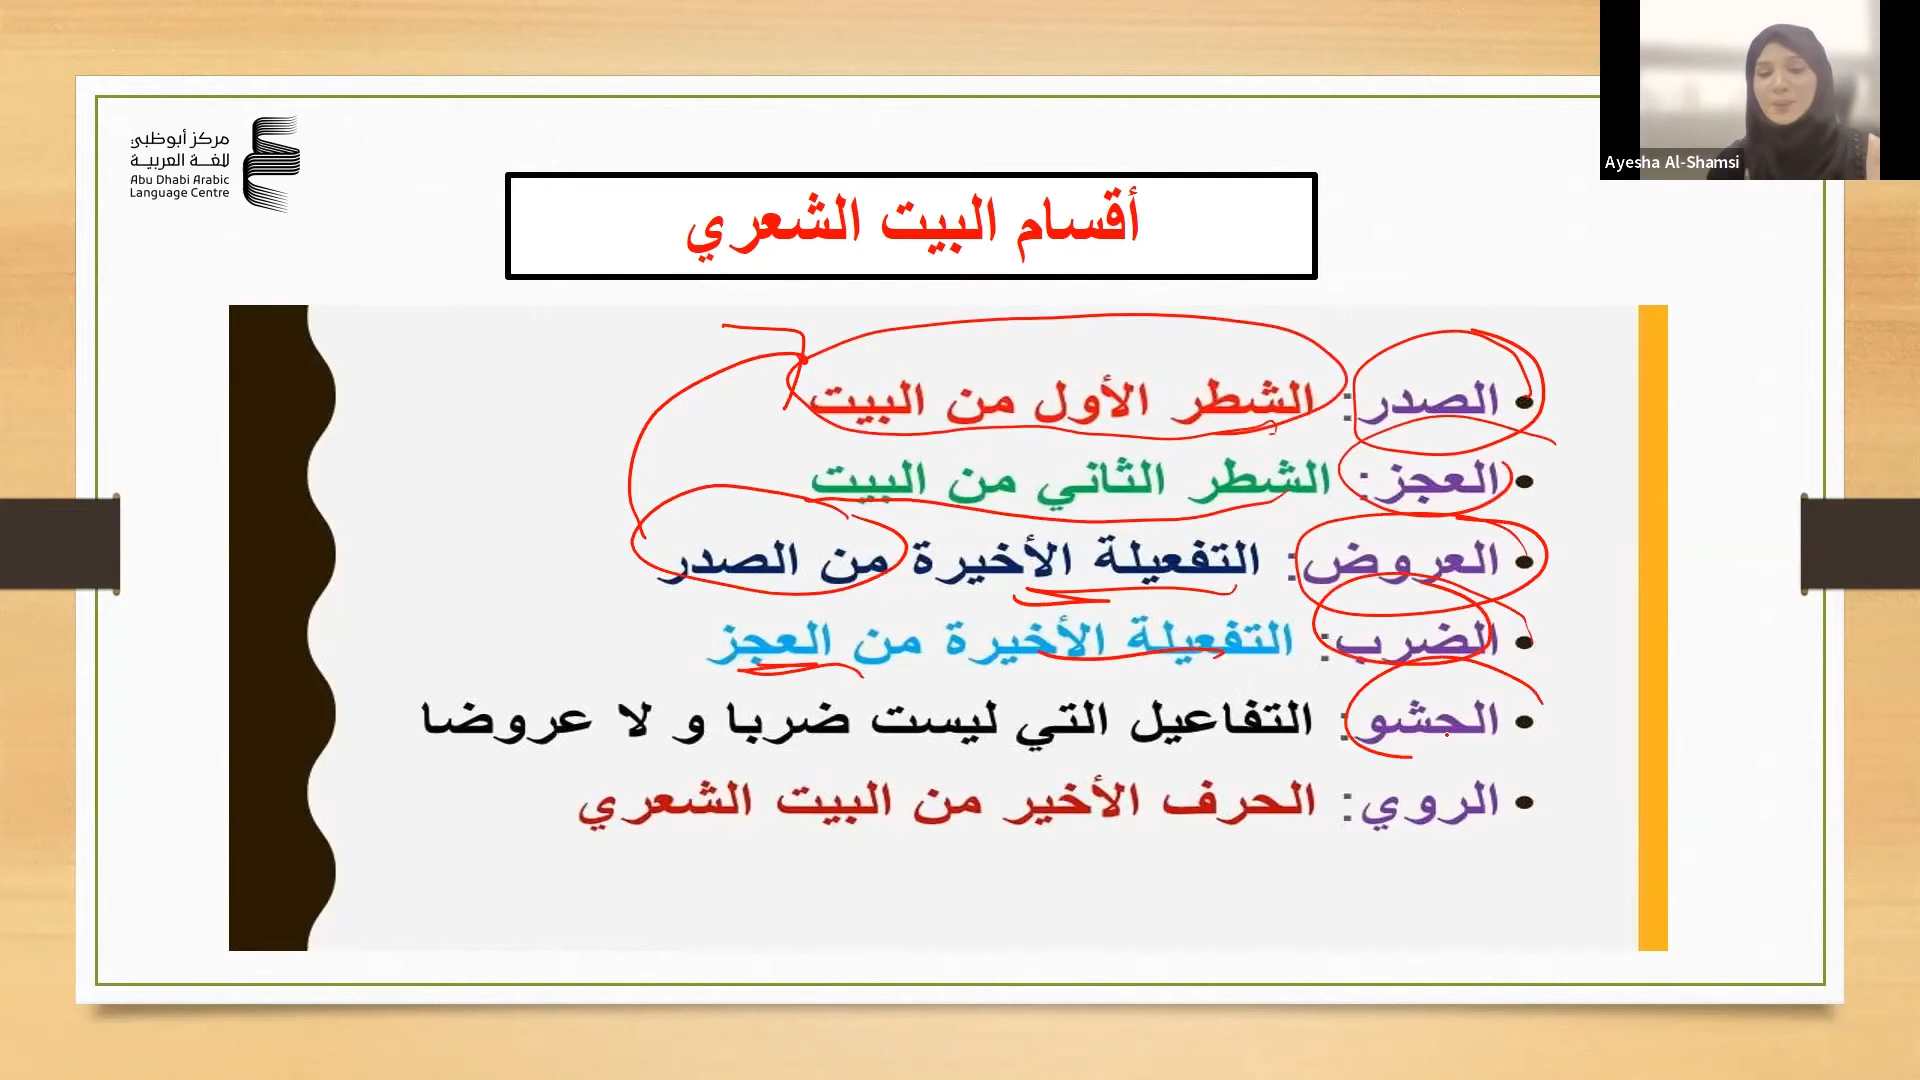 مركز أبوظبي
للغة العربية
Abu Dhabi Arabic
Language Centre
Ayesha Al-Shamsi
أقسام البيت الشعري
• الصدر: الشطر الأول من البيت
• العجز: الشطر الثاني من البيت
• العروض: التفعيلة الأخيرة من الصدر
• الضرب: التفعيلة الأخيرة من العجز
• الحشو: التفاعيل التي ليست ضربا و لا عروضا
• الروي: الحرف الأخير من البيت الشعري